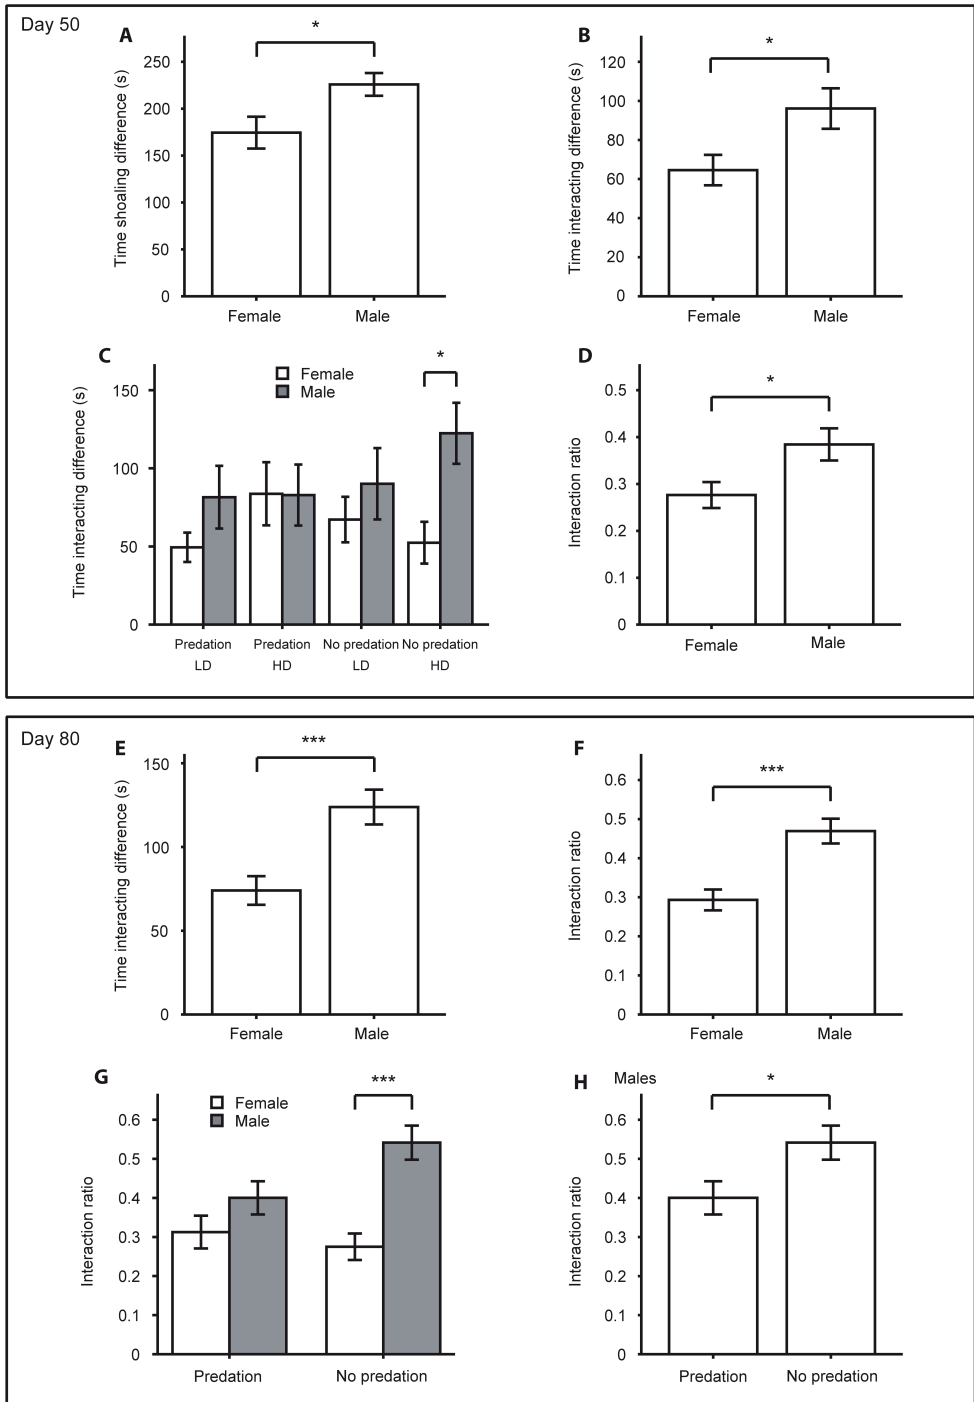 Day 50
A
*
Time shoaling difference (s)
250
200
150
100
50
0
Female Male
B
*
Time interacting difference (s)
120
100
80
60
40
20
0
Female Male
C
Female
Male
*
Time interacting difference (s)
150
100
50
0
Predation Predation No predation No predation
LD HD LD HD
D
*
Interaction ratio
0.5
0.4
0.3
0.2
0.1
0
Female Male
Day 80
E
***
Time interacting difference (s)
150
100
50
0
Female Male
F
***
Interaction ratio
0.6
0.5
0.4
0.3
0.2
0.1
0
Female Male
G
Female
Male
***
Interaction ratio
0.6
0.5
0.4
0.3
0.2
0.1
0
Predation No predation
H Males
*
Interaction ratio
0.6
0.5
0.4
0.3
0.2
0.1
0
Predation No predation